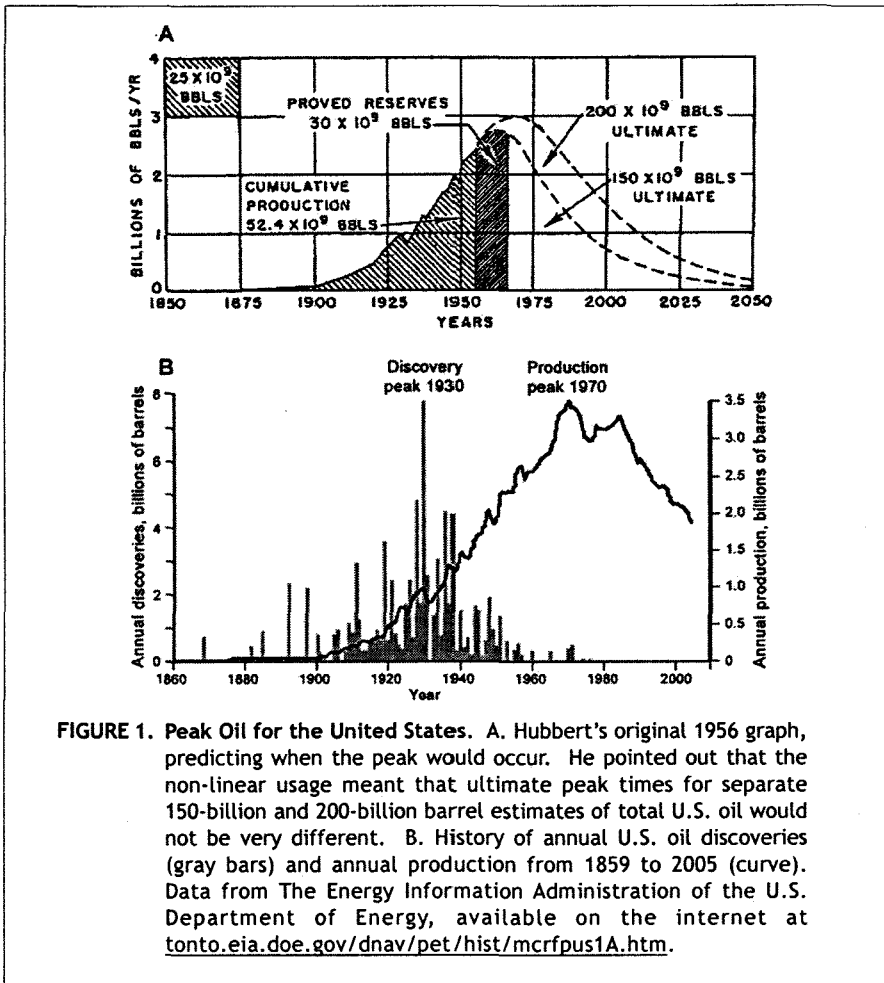 A
4
3
2
1
0
BILLIONS OF BBLS/YR
25 X 10⁹
BBLS
PROVED RESERVES
30 X 10⁹ BBLS
200 X 10⁹ BBLS
ULTIMATE
150 X 10⁹ BBLS
ULTIMATE
CUMULATIVE
PRODUCTION
52.4 X 10⁹ BBLS
1850 1875 1900 1925 1950 1975 2000 2025 2050
YEARS
B
Discovery
peak 1930
Production
peak 1970
8
6
4
2
0
Annual discoveries, billions of barrels
3.5
3.0
2.5
2.0
1.5
1.0
0.5
0
Annual production, billions of barrels
1860 1880 1900 1920 1940 1960 1980 2000
Year
FIGURE 1. Peak Oil for the United States. A. Hubbert's original 1956 graph,
predicting when the peak would occur. He pointed out that the
non-linear usage meant that ultimate peak times for separate
150-billion and 200-billion barrel estimates of total U.S. oil would
not be very different. B. History of annual U.S. oil discoveries
(gray bars) and annual production from 1859 to 2005 (curve).
Data from The Energy Information Administration of the U.S.
Department of Energy, available on the internet at
tonto.eia.doe.gov/dnav/pet/hist/mcrfpus1A.htm.